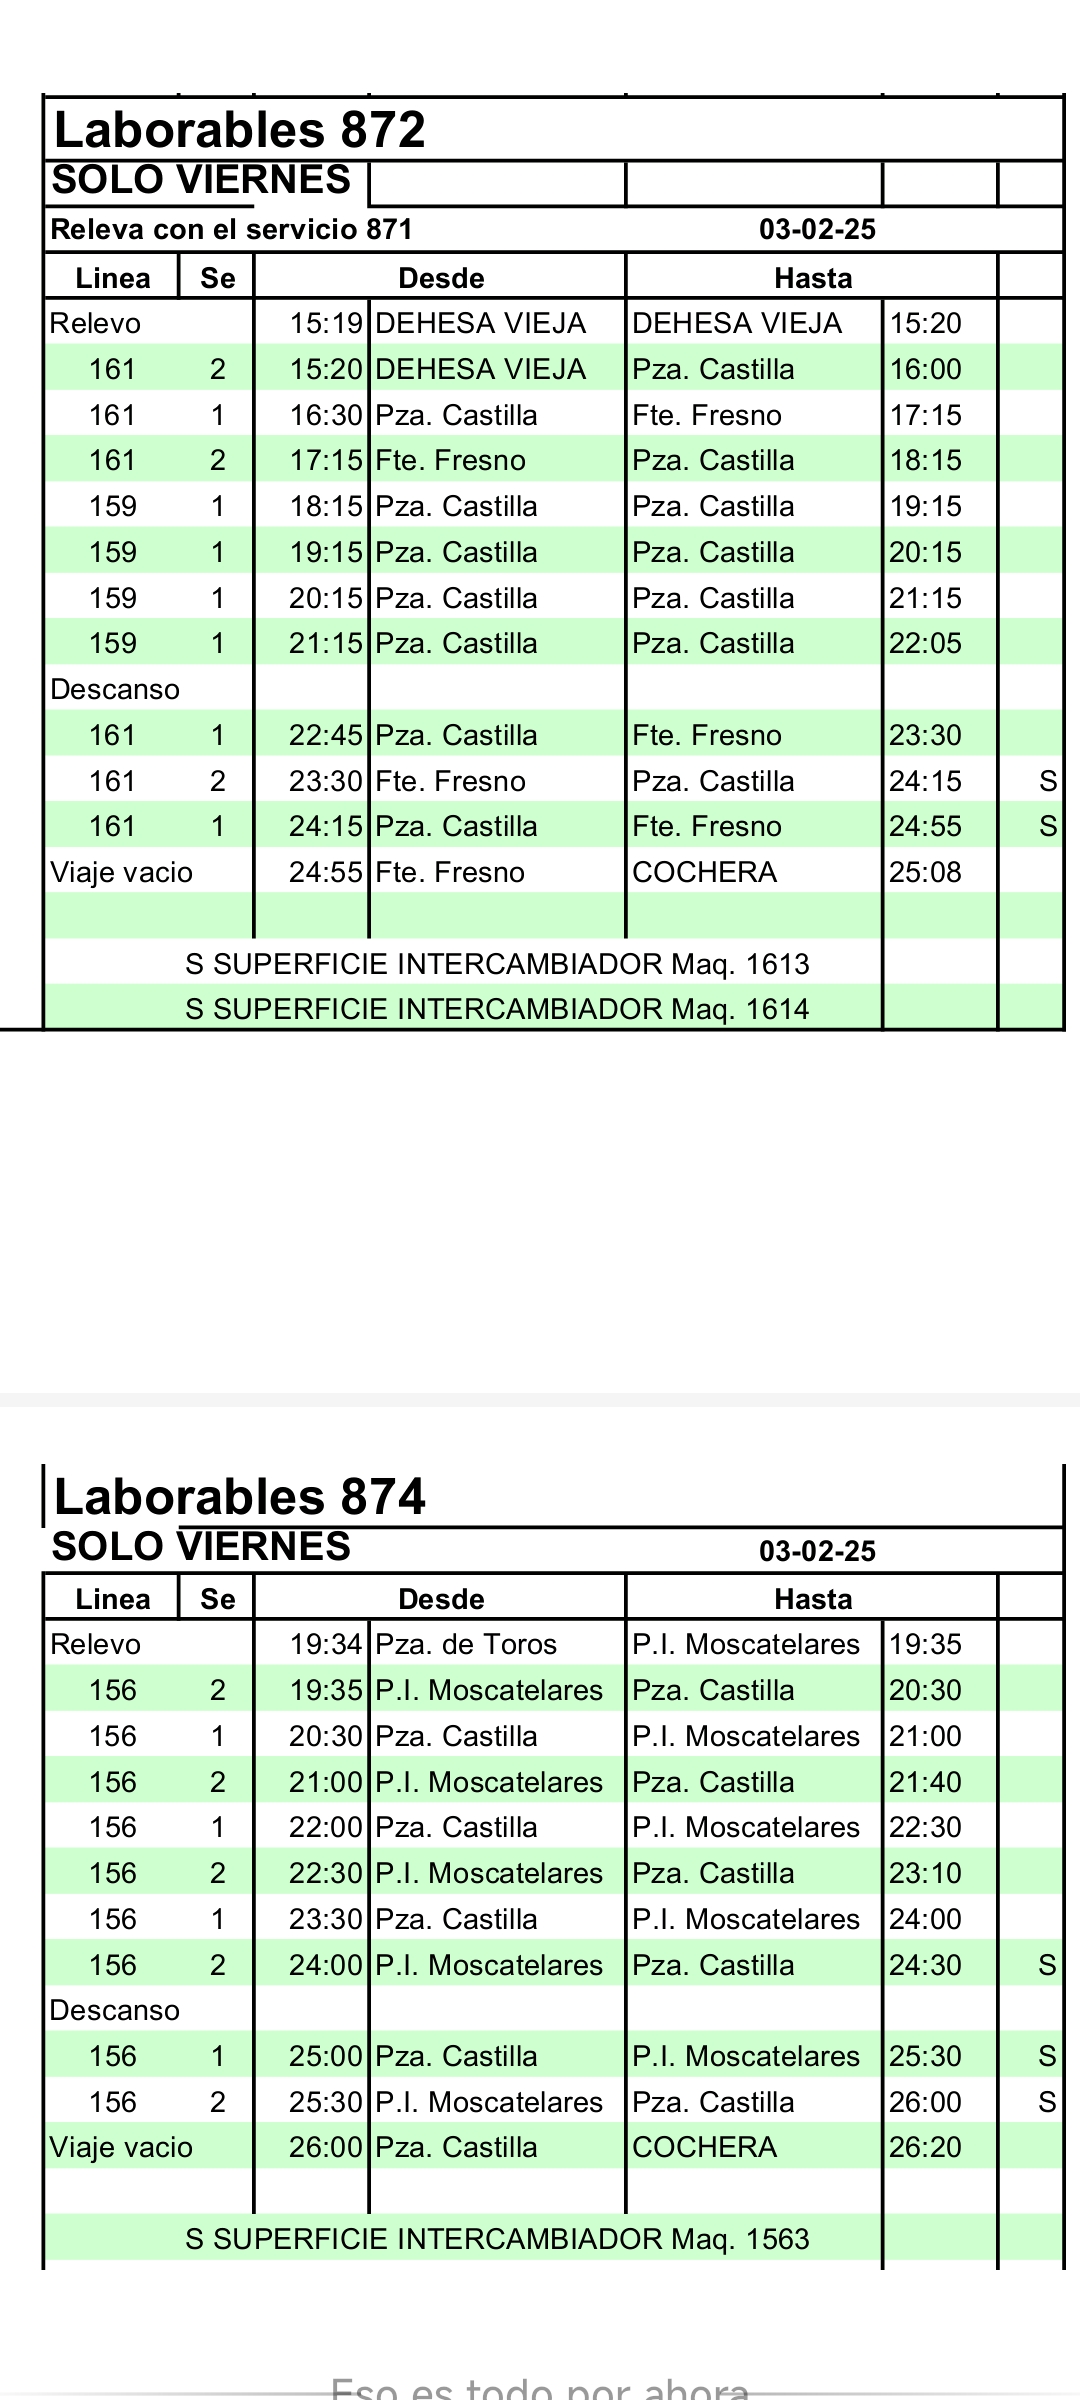 Laborables 872
SOLO VIERNES
Releva con el servicio 871 03-02-25
Linea Se Desde Hasta
Relevo 15:19 DEHESA VIEJA DEHESA VIEJA 15:20
161 2 15:20 DEHESA VIEJA Pza. Castilla 16:00
161 1 16:30 Pza. Castilla Fte. Fresno 17:15
161 2 17:15 Fte. Fresno Pza. Castilla 18:15
159 1 18:15 Pza. Castilla Pza. Castilla 19:15
159 1 19:15 Pza. Castilla Pza. Castilla 20:15
159 1 20:15 Pza. Castilla Pza. Castilla 21:15
159 1 21:15 Pza. Castilla Pza. Castilla 22:05
Descanso
161 1 22:45 Pza. Castilla Fte. Fresno 23:30
161 2 23:30 Fte. Fresno Pza. Castilla 24:15 S
161 1 24:15 Pza. Castilla Fte. Fresno 24:55 S
Viaje vacio 24:55 Fte. Fresno COCHERA 25:08
S SUPERFICIE INTERCAMBIADOR Maq. 1613
S SUPERFICIE INTERCAMBIADOR Maq. 1614
Laborables 874
SOLO VIERNES 03-02-25
Linea Se Desde Hasta
Relevo 19:34 Pza. de Toros P.I. Moscatelares 19:35
156 2 19:35 P.I. Moscatelares Pza. Castilla 20:30
156 1 20:30 Pza. Castilla P.I. Moscatelares 21:00
156 2 21:00 P.I. Moscatelares Pza. Castilla 21:40
156 1 22:00 Pza. Castilla P.I. Moscatelares 22:30
156 2 22:30 P.I. Moscatelares Pza. Castilla 23:10
156 1 23:30 Pza. Castilla P.I. Moscatelares 24:00
156 2 24:00 P.I. Moscatelares Pza. Castilla 24:30 S
Descanso
156 1 25:00 Pza. Castilla P.I. Moscatelares 25:30 S
156 2 25:30 P.I. Moscatelares Pza. Castilla 26:00 S
Viaje vacio 26:00 Pza. Castilla COCHERA 26:20
S SUPERFICIE INTERCAMBIADOR Maq. 1563
Eso es todo por ahora